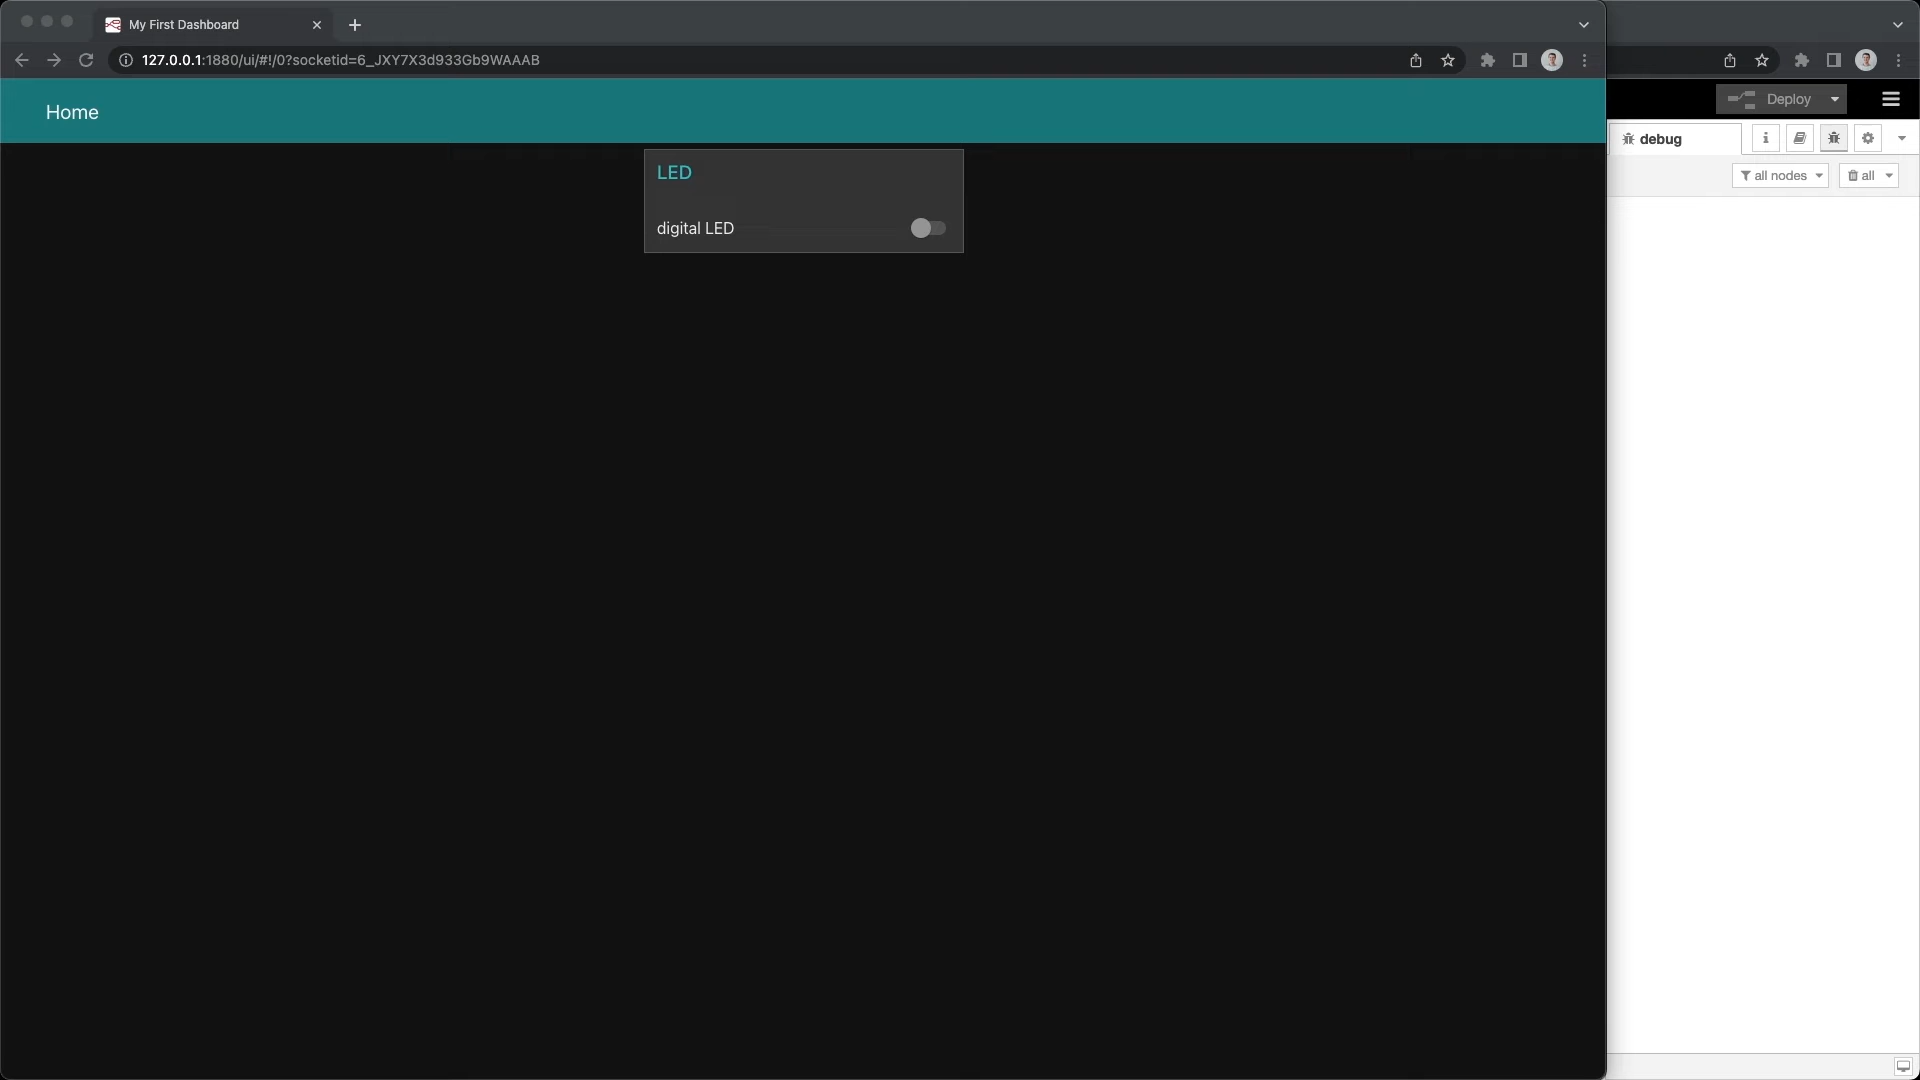 My First Dashboard
127.0.0.1:1880/ui/#!/0?socketid=6_JXY7X3d933Gb9WAAAB
Home
LED
digital LED
Deploy
debug
all nodes
all